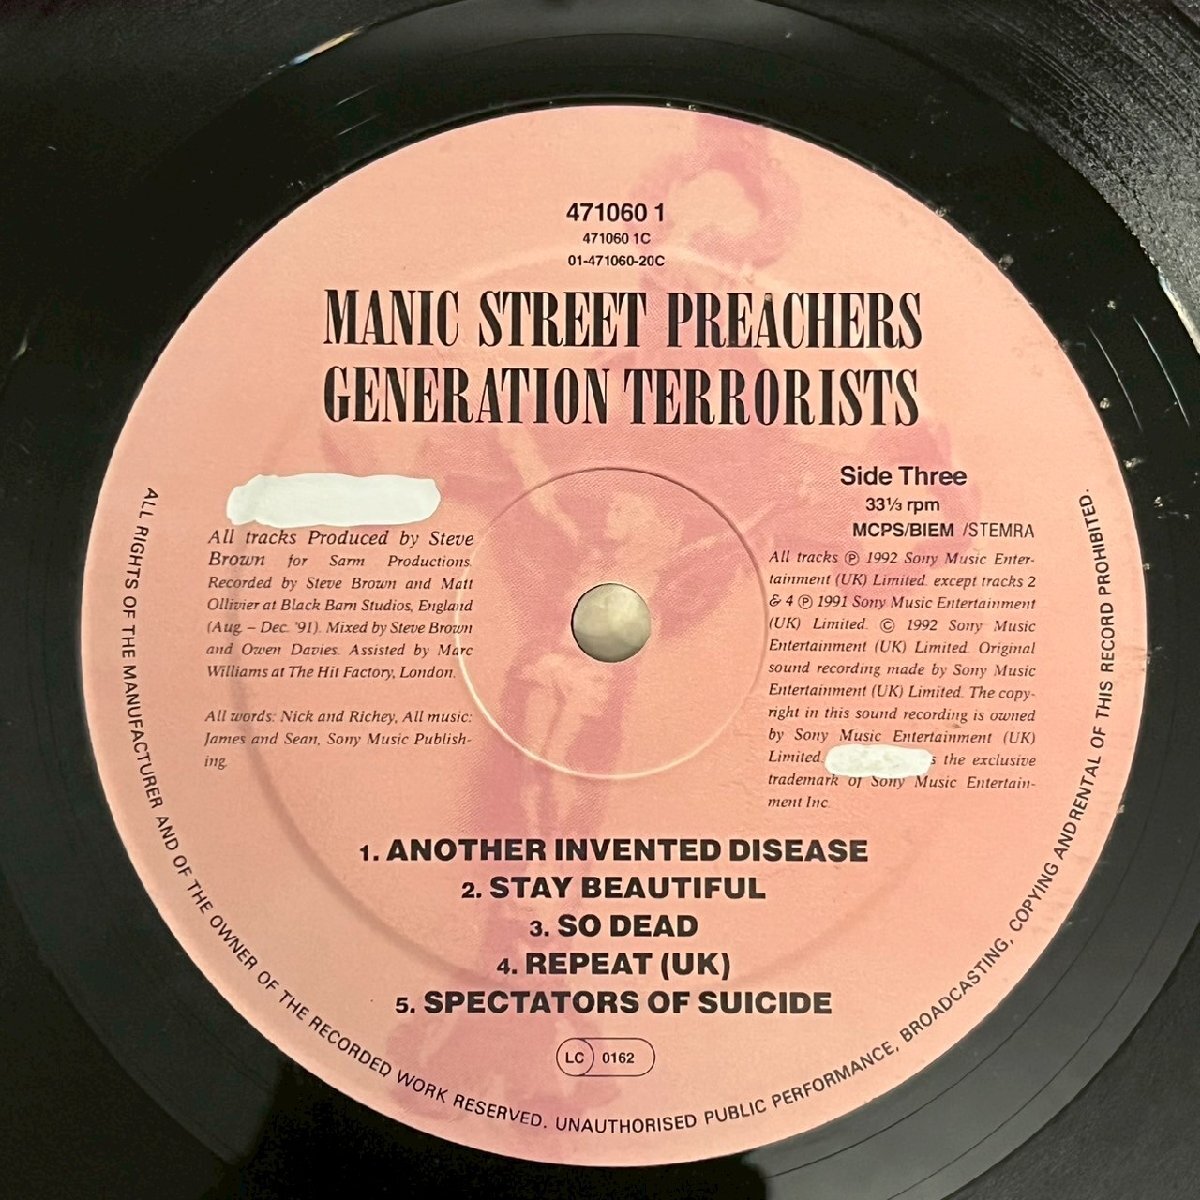 471060 1
471060 1C
01-471060-20C
MANIC STREET PREACHERS
GENERATION TERRORISTS
All tracks Produced by Steve
Brown for Sarm Productions.
Recorded by Steve Brown and Matt
Ollivier at Black Barn Studios, England
(Aug. – Dec. '91). Mixed by Steve Brown
and Owen Davies. Assisted by Marc
Williams at The Hit Factory, London.
All words: Nick and Richey, All music:
James and Sean, Sony Music Publish-
ing.
Side Three
33⅓ rpm
MCPS/BIEM /STEMRA
All tracks ℗ 1992 Sony Music Enter-
tainment (UK) Limited. except tracks 2
& 4 ℗ 1991 Sony Music Entertainment
(UK) Limited. © 1992 Sony Music
Entertainment (UK) Limited. Original
sound recording made by Sony Music
Entertainment (UK) Limited. The copy-
right in this sound recording is owned
by Sony Music Entertainment (UK)
Limited. s the exclusive
trademark of Sony Music Entertain-
ment Inc.
1. ANOTHER INVENTED DISEASE
2. STAY BEAUTIFUL
3. SO DEAD
4. REPEAT (UK)
5. SPECTATORS OF SUICIDE
LC 0162
ALL RIGHTS OF THE MANUFACTURER AND OF THE OWNER OF THE RECORDED WORK RESERVED. UNAUTHORISED PUBLIC PERFORMANCE, BROADCASTING, COPYING ANDRENTAL OF THIS RECORD PROHIBITED.